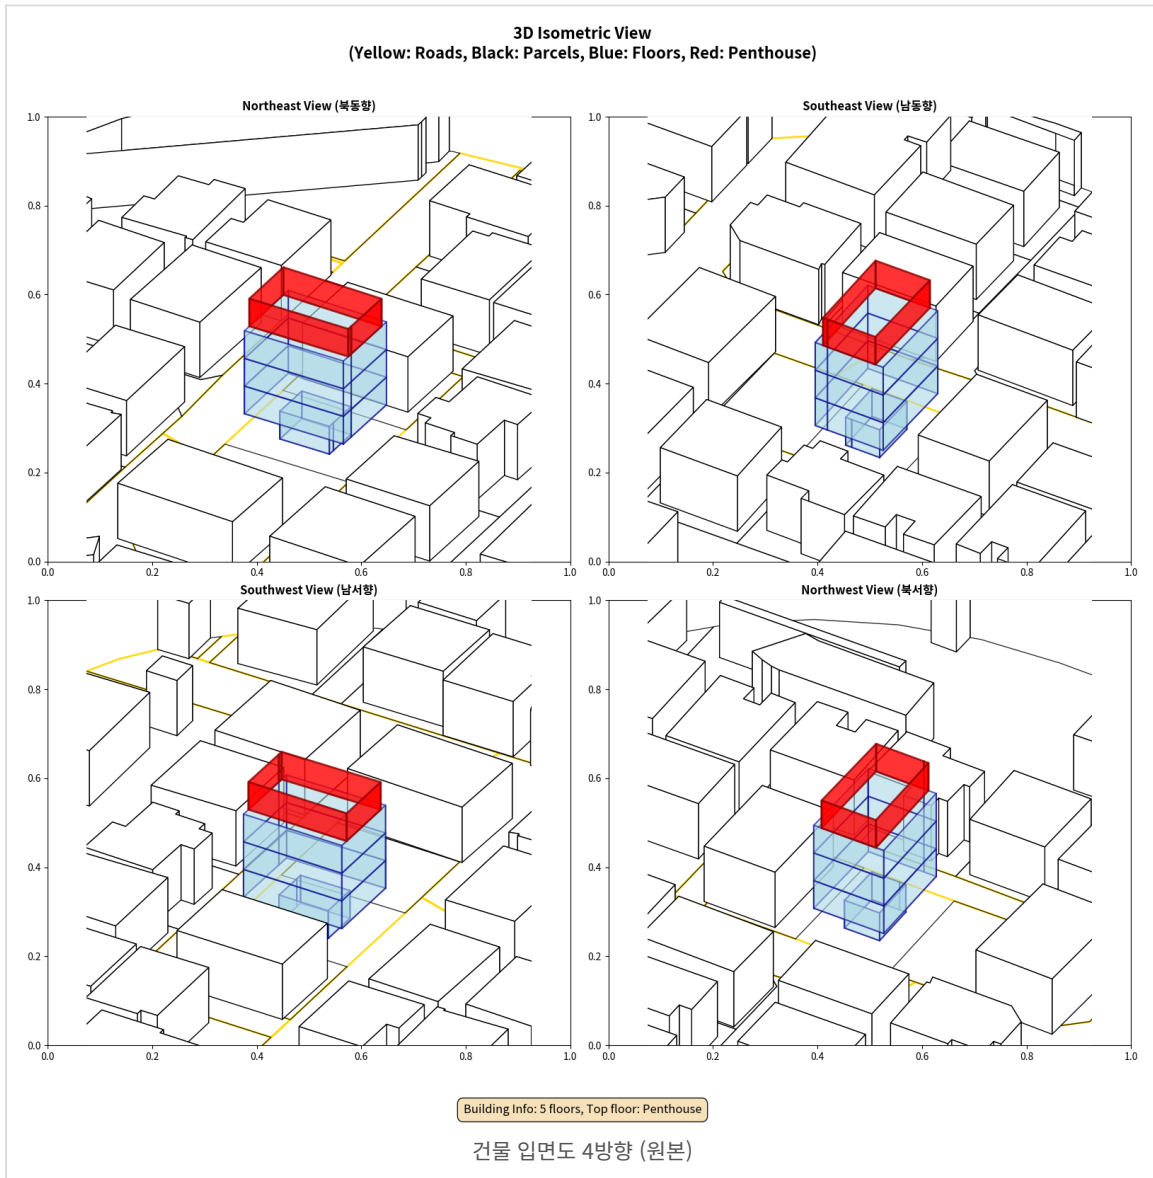 3D Isometric View
(Yellow: Roads, Black: Parcels, Blue: Floors, Red: Penthouse)
Northeast View (북동향)
1.0
0.8
0.6
0.4
0.2
0.0
0.0 0.2 0.4 0.6 0.8 1.0
Southeast View (남동향)
1.0
0.8
0.6
0.4
0.2
0.0
0.0 0.2 0.4 0.6 0.8 1.0
Southwest View (남서향)
1.0
0.8
0.6
0.4
0.2
0.0
0.0 0.2 0.4 0.6 0.8 1.0
Northwest View (북서향)
1.0
0.8
0.6
0.4
0.2
0.0
0.0 0.2 0.4 0.6 0.8 1.0
Building Info: 5 floors, Top floor: Penthouse
건물 입면도 4방향 (원본)